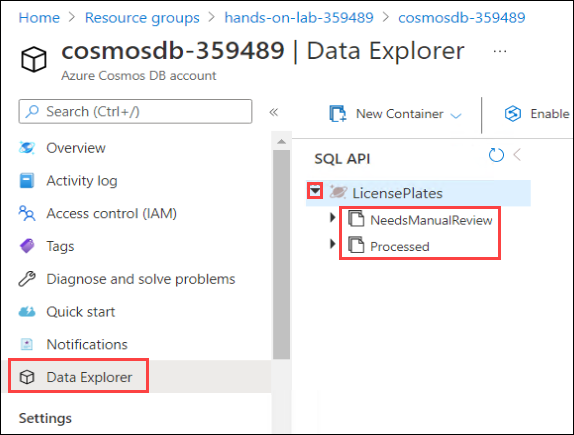 Home > Resource groups > hands-on-lab-359489 > cosmosdb-359489
cosmosdb-359489 | Data Explorer ...
Azure Cosmos DB account
Search (Ctrl+/) «
New Container Enable
Overview
SQL API
Activity log
LicensePlates
Access control (IAM)
NeedsManualReview
Tags
Processed
Diagnose and solve problems
Quick start
Notifications
Data Explorer
Settings